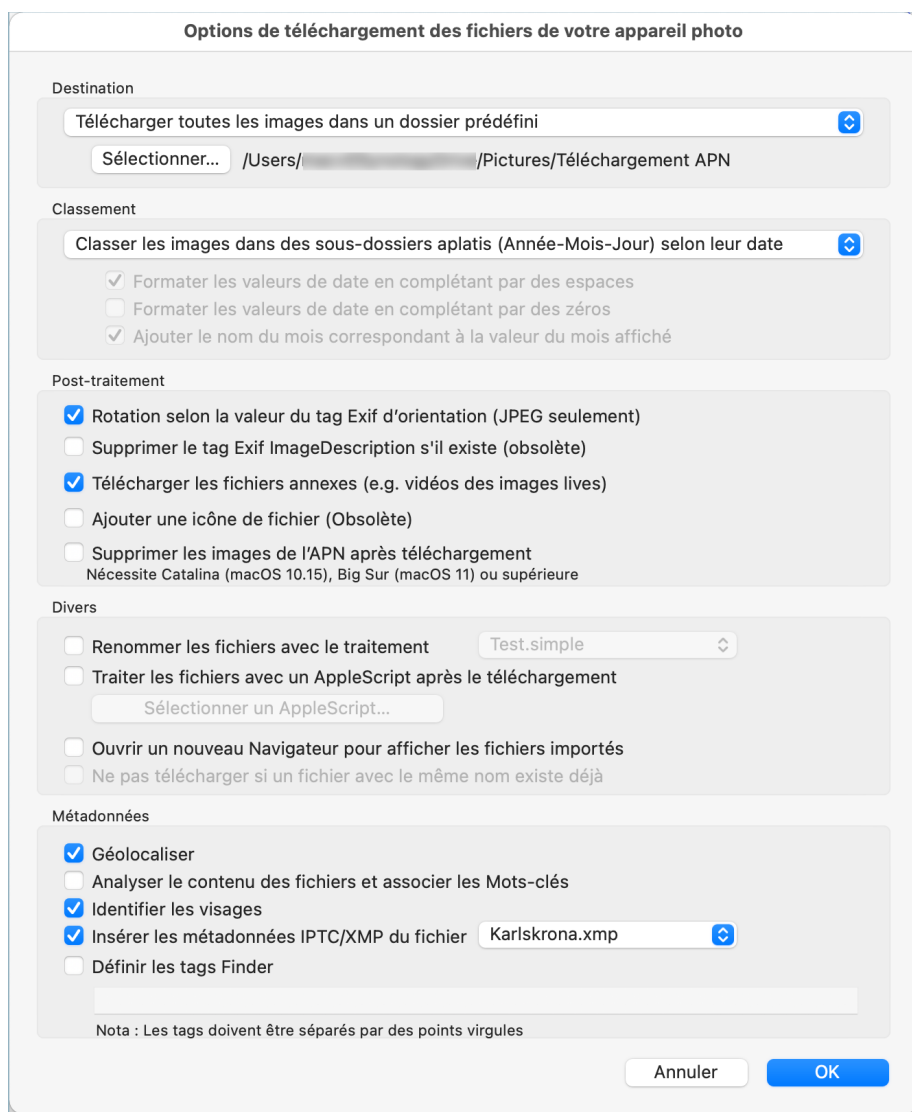 Options de téléchargement des fichiers de votre appareil photo
Destination
Télécharger toutes les images dans un dossier prédéfini
Sélectionner... /Users/ /Pictures/Téléchargement APN
Classement
Classer les images dans des sous-dossiers aplatis (Année-Mois-Jour) selon leur date
Formater les valeurs de date en complétant par des espaces
Formater les valeurs de date en complétant par des zéros
Ajouter le nom du mois correspondant à la valeur du mois affiché
Post-traitement
Rotation selon la valeur du tag Exif d'orientation (JPEG seulement)
Supprimer le tag Exif ImageDescription s'il existe (obsolète)
Télécharger les fichiers annexes (e.g. vidéos des images lives)
Ajouter une icône de fichier (Obsolète)
Supprimer les images de l'APN après téléchargement
Nécessite Catalina (macOS 10.15), Big Sur (macOS 11) ou supérieure
Divers
Renommer les fichiers avec le traitement Test.simple
Traiter les fichiers avec un AppleScript après le téléchargement
Sélectionner un AppleScript...
Ouvrir un nouveau Navigateur pour afficher les fichiers importés
Ne pas télécharger si un fichier avec le même nom existe déjà
Métadonnées
Géolocaliser
Analyser le contenu des fichiers et associer les Mots-clés
Identifier les visages
Insérer les métadonnées IPTC/XMP du fichier Karlskrona.xmp
Définir les tags Finder
Nota : Les tags doivent être séparés par des points virgules
Annuler OK